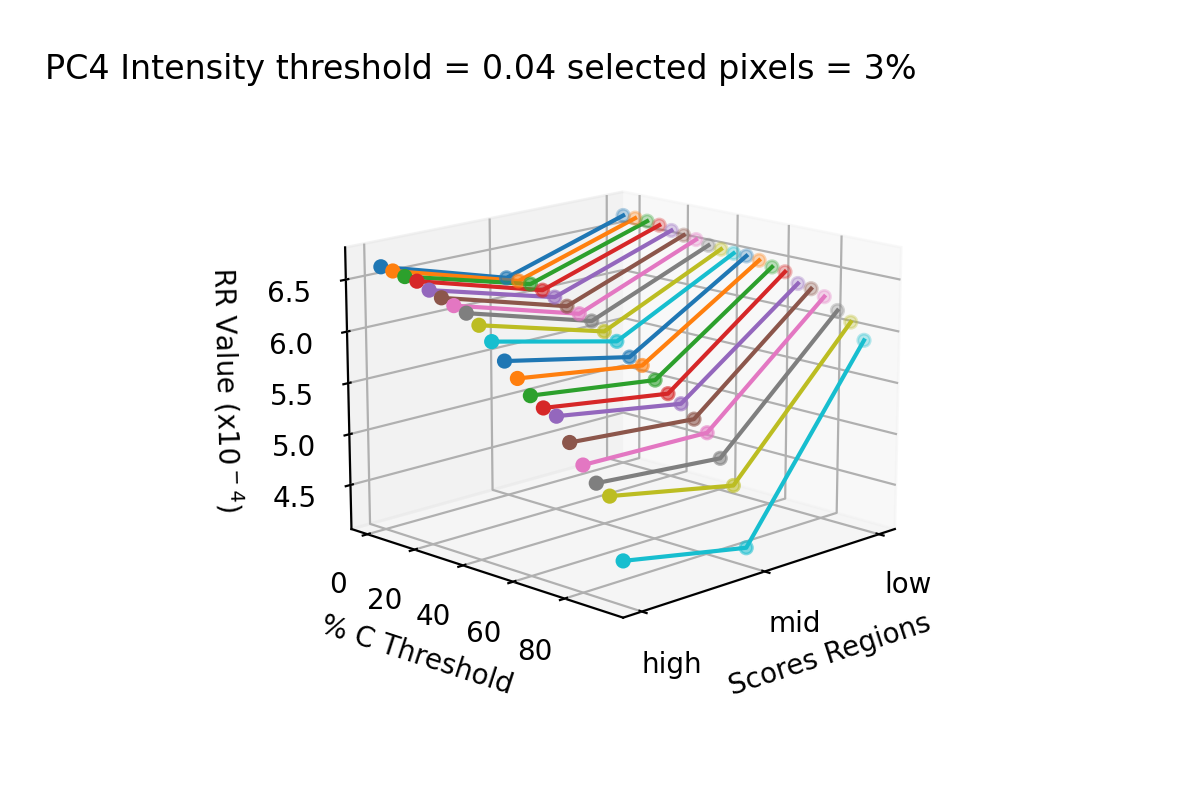 PC4 Intensity threshold = 0.04 selected pixels = 3%
RR Value (x10⁻⁴)
6.5
6.0
5.5
5.0
4.5
0
20
40
60
80
% C Threshold
high
mid
low
Scores Regions